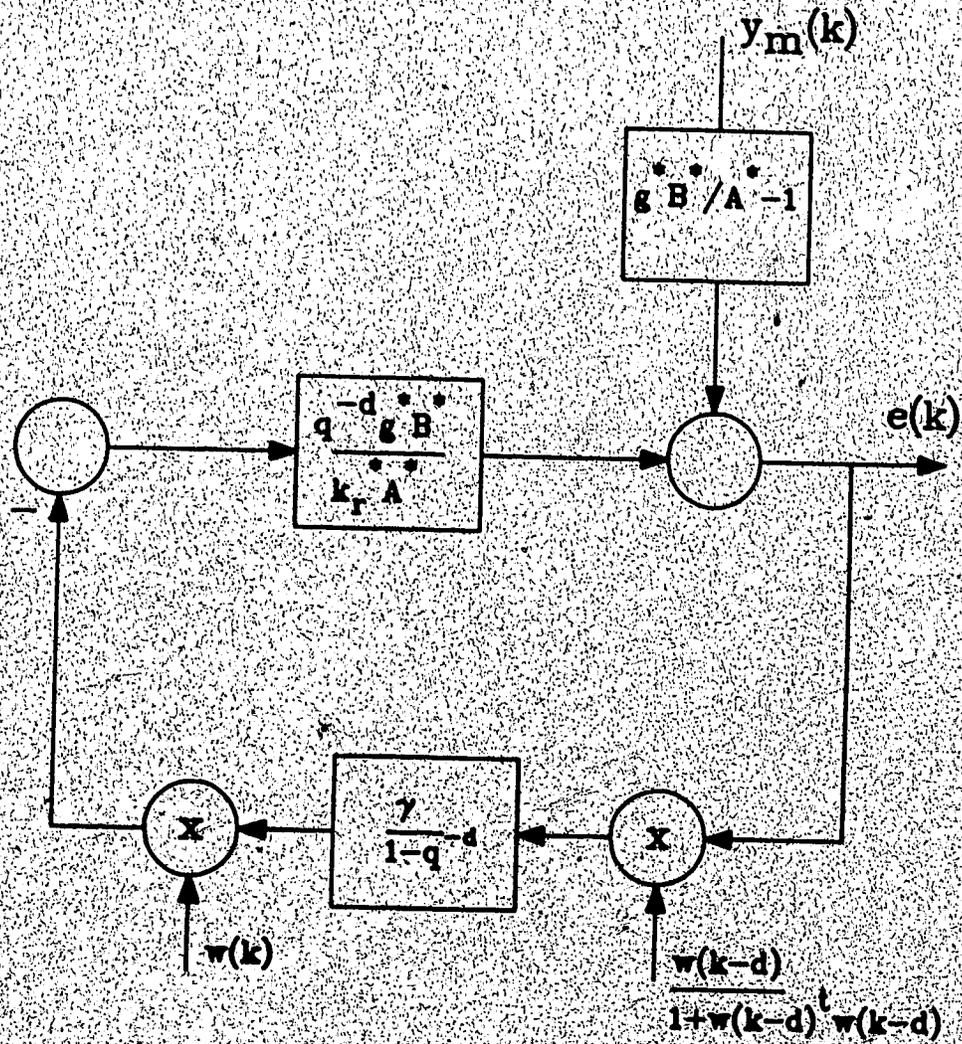 y_m(k)
g*B*/A*-1
e(k)
q^-d g*B*
k_r*A*
-
γ
1-q^-d
x
x
w(k)
w(k-d)
1+w(k-d)^t w(k-d)